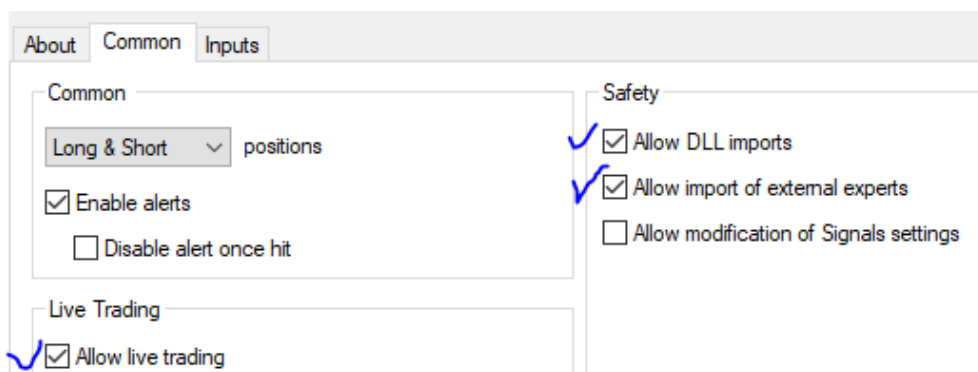 About Common Inputs
Common
Long & Short positions
Enable alerts
Disable alert once hit
Live Trading
Allow live trading
Safety
Allow DLL imports
Allow import of external experts
Allow modification of Signals settings